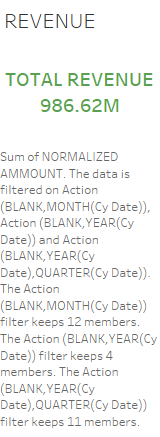 REVENUE
TOTAL REVENUE
986.62M
Sum of NORMALIZED
AMMOUNT. The data is
filtered on Action
(BLANK,MONTH(Cy Date)),
Action (BLANK,YEAR(Cy
Date)) and Action
(BLANK,YEAR(Cy
Date),QUARTER(Cy Date)).
The Action
(BLANK,MONTH(Cy Date))
filter keeps 12 members.
The Action (BLANK,YEAR(Cy
Date)) filter keeps 4
members. The Action
(BLANK,YEAR(Cy
Date),QUARTER(Cy Date))
filter keeps 11 members.